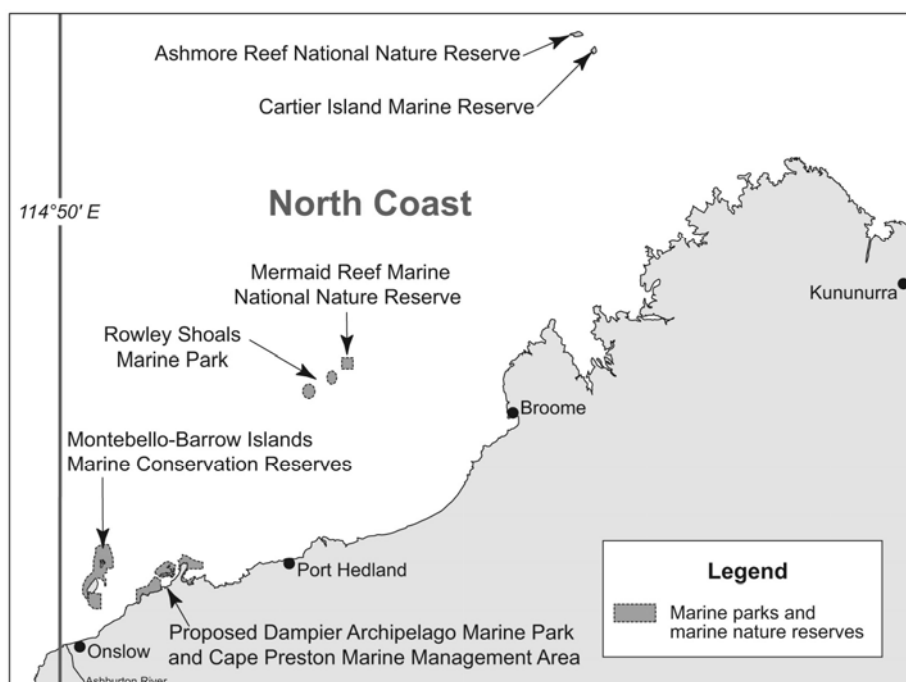 Ashmore Reef National Nature Reserve
Cartier Island Marine Reserve
North Coast
114°50' E
Mermaid Reef Marine
National Nature Reserve
Kununurra
Rowley Shoals
Marine Park
Broome
Montebello-Barrow Islands
Marine Conservation Reserves
Port Hedland
Legend
Marine parks and
marine nature reserves
Proposed Dampier Archipelago Marine Park
and Cape Preston Marine Management Area
Onslow
Ashburton River